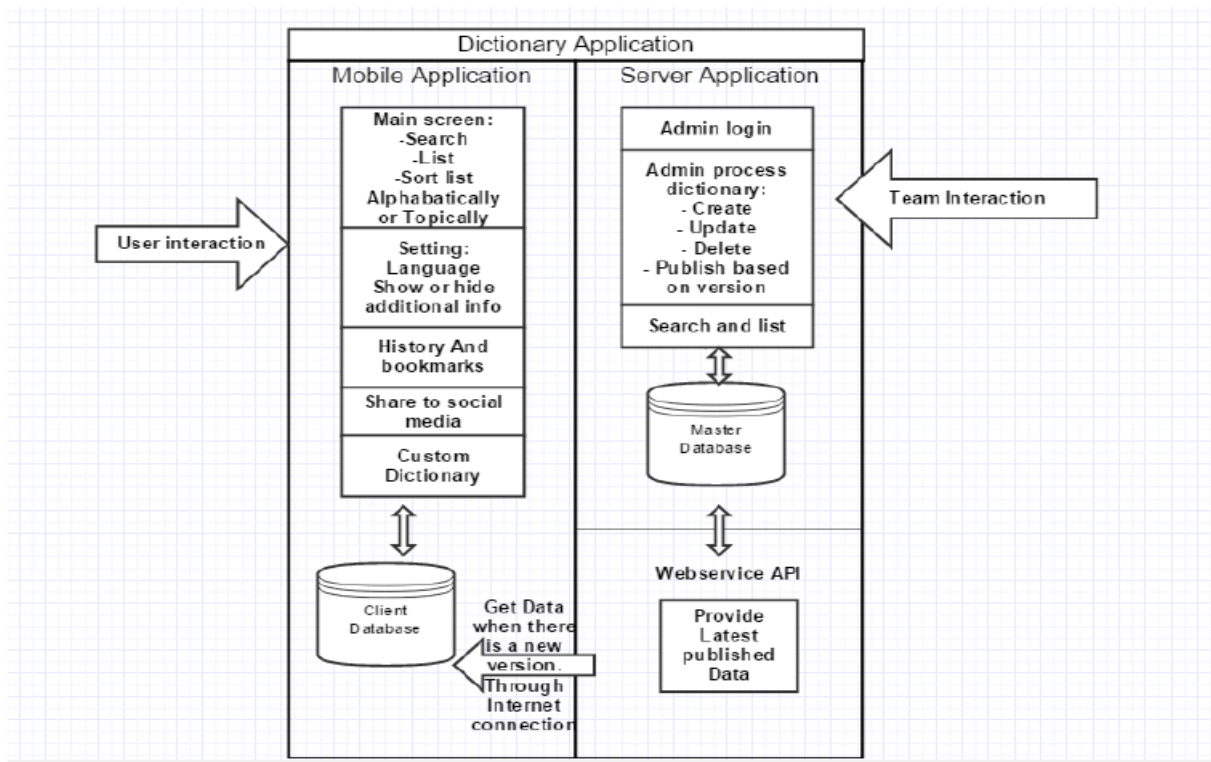 Dictionary Application
Mobile Application
Main screen:
-Search
-List
-Sort list
Alphabatically
or Topically
Setting:
Language
Show or hide
additional info
History And
bookmarks
Share to social
media
Custom
Dictionary
User interaction
Client
Database
Get Data
when there
is a new
version.
Through
Internet
connection
Server Application
Admin login
Admin process
dictionary:
- Create
- Update
- Delete
- Publish based
on version
Search and list
Team Interaction
Master
Database
Webservice API
Provide
Latest
published
Data